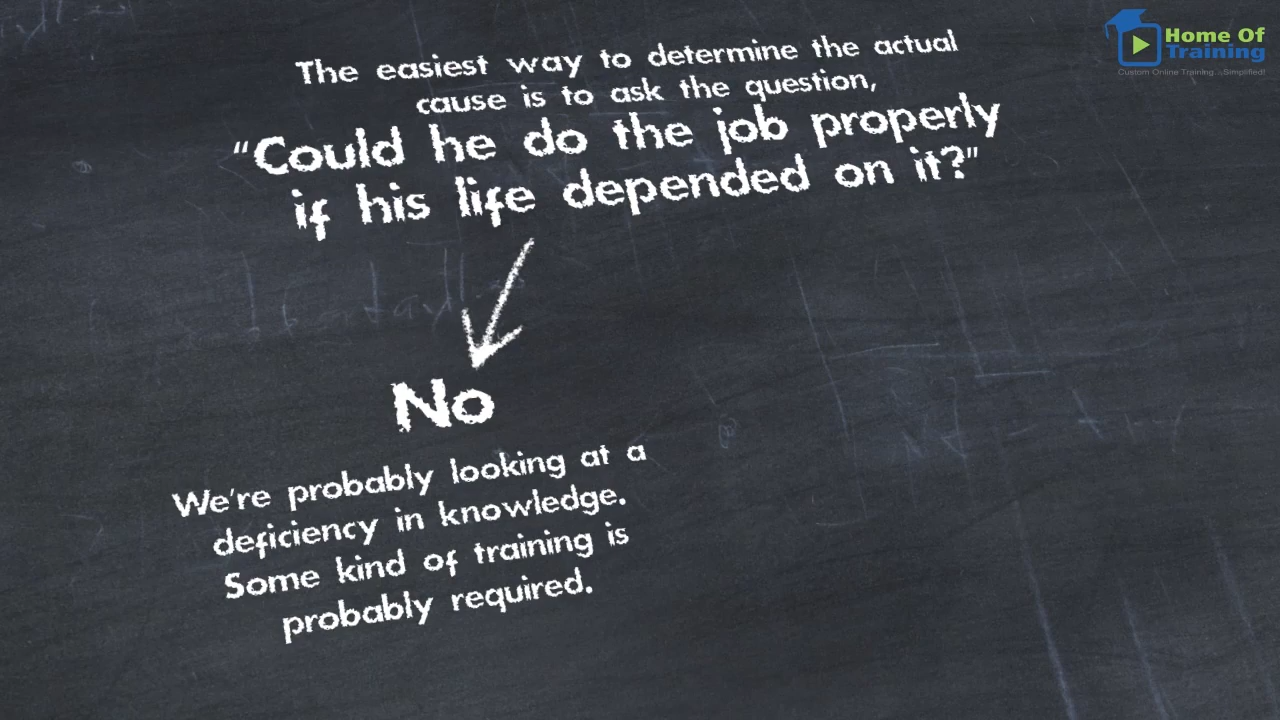 Home Of
Training
Custom Online Training...Simplified!
The easiest way to determine the actual
cause is to ask the question,
"Could he do the job properly
if his life depended on it?"
No
We're probably looking at a
deficiency in knowledge.
Some kind of training is
probably required.